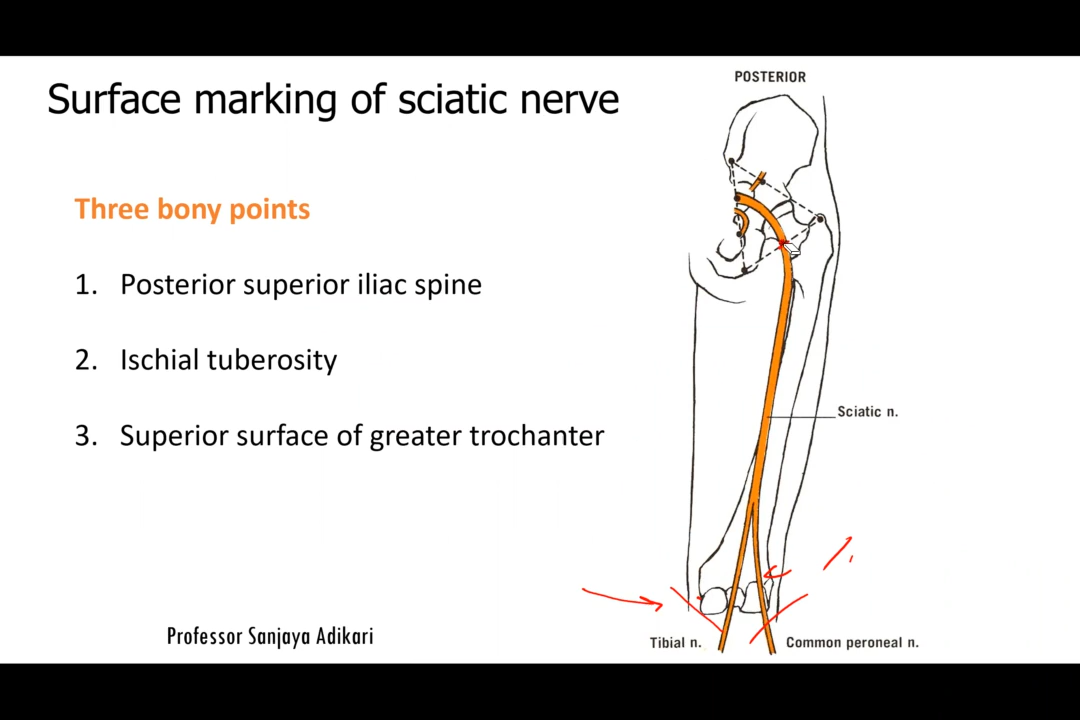 POSTERIOR
Surface marking of sciatic nerve
Three bony points
1. Posterior superior iliac spine
2. Ischial tuberosity
3. Superior surface of greater trochanter
Sciatic n.
Professor Sanjaya Adikari
Tibial n.
Common peroneal n.